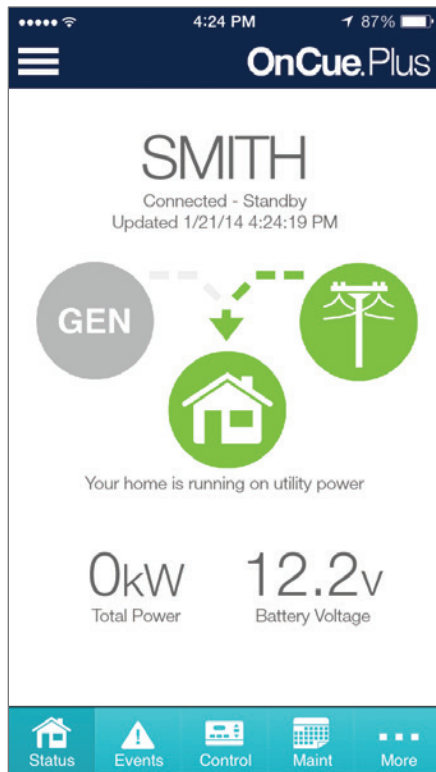 4:24 PM
87%
OnCue.Plus
SMITH
Connected - Standby
Updated 1/21/14 4:24:19 PM
GEN
Your home is running on utility power
0kW
Total Power
12.2v
Battery Voltage
Status
Events
Control
Maint
More